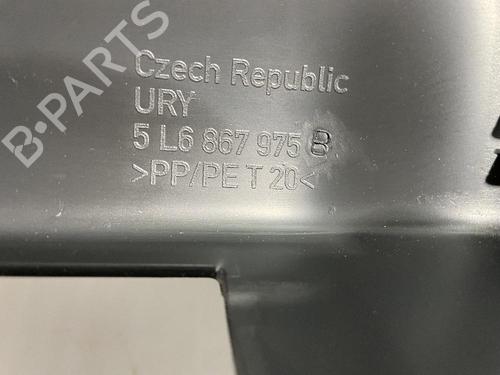 B-PARTS
Czech Republic
URY
5 L6 867 975 B
>PP/PE T 20<